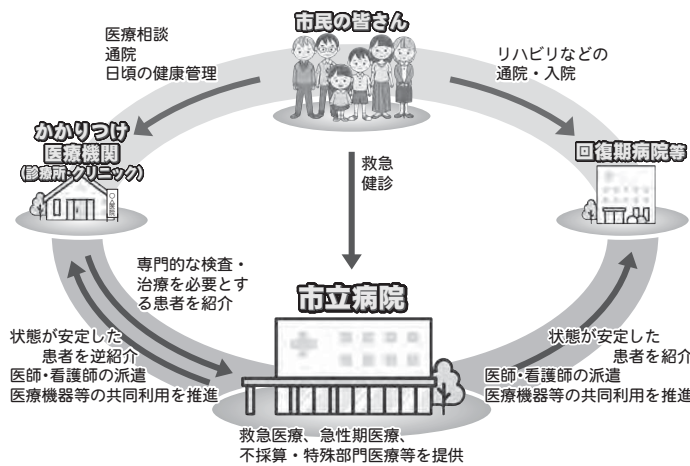 市民の皆さん
医療相談
通院
日頃の健康管理
リハビリなどの
通院・入院
かかりつけ
医療機関
(診療所・クリニック)
回復期病院等
救急
健診
専門的な検査・
治療を必要とす
る患者を紹介
市立病院
状態が安定した
患者を逆紹介
医師・看護師の派遣
医療機器等の共同利用を推進
状態が安定した
患者を紹介
医師・看護師の派遣
医療機器等の共同利用を推進
救急医療、急性期医療、
不採算・特殊部門医療等を提供